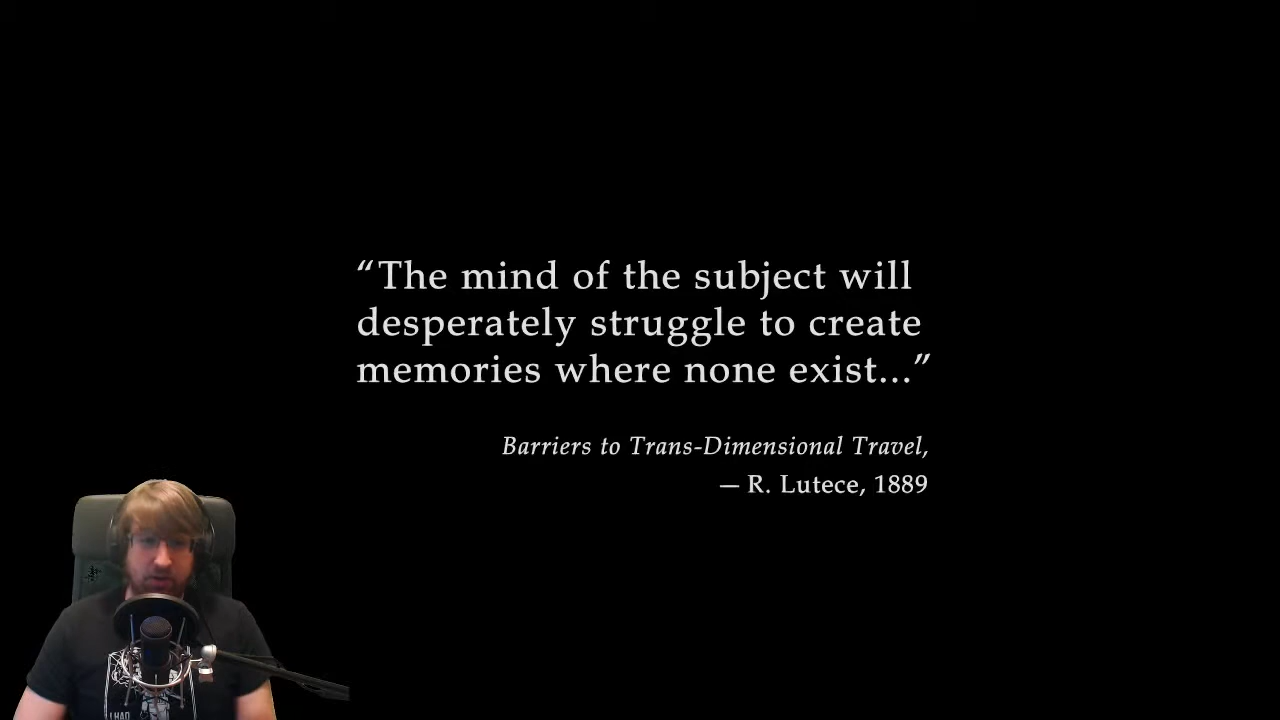 “The mind of the subject will
desperately struggle to create
memories where none exist...”
Barriers to Trans-Dimensional Travel,
— R. Lutece, 1889
I HAD